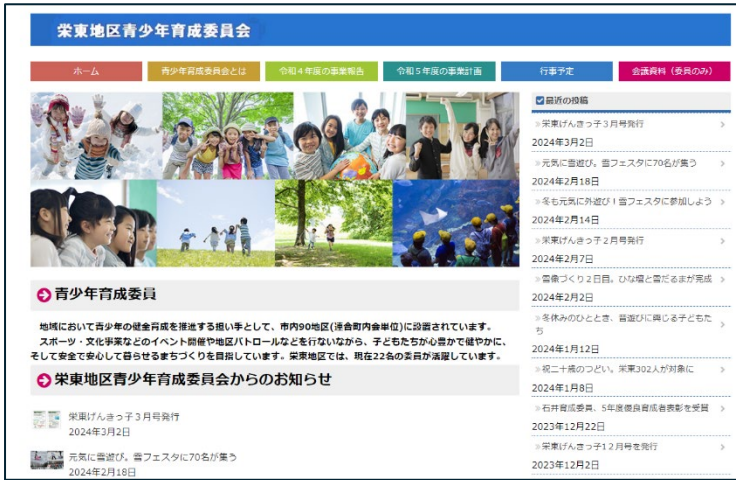 栄東地区青少年育成委員会
ホーム
青少年育成委員会とは
令和4年度の事業報告
令和5年度の事業計画
行事予定
会議資料（委員のみ）
青少年育成委員
地域において青少年の健全育成を推進する担い手として、市内90地区(連合町内会単位)に設置されています。
スポーツ・文化事業などのイベント開催や地区パトロールなどを行ないながら、子どもたちが心豊かで健やかに、
そして安全で安心して暮らせるまちづくりを目指しています。栄東地区では、現在22名の委員が活躍しています。
栄東地区青少年育成委員会からのお知らせ
栄東げんきっ子３月号発行
2024年3月2日
元気に雪遊び。雪フェスタに70名が集う
2024年2月18日
最近の投稿
»栄東げんきっ子３月号発行
2024年3月2日
»元気に雪遊び。雪フェスタに70名が集う
2024年2月18日
»冬も元気に外遊び！雪フェスタに参加しよう
2024年2月14日
»栄東げんきっ子２月号発行
2024年2月7日
»雪像づくり２日目。ひな壇と雪だるまが完成
2024年2月2日
»冬休みのひととき、昔遊びに興じる子どもた
ち
2024年1月12日
»祝二十歳のつどい。栄東302人が対象に
2024年1月8日
»石井育成委員、5年度優良育成者表彰を受賞
2023年12月22日
»栄東げんきっ子12月号を発行
2023年12月2日